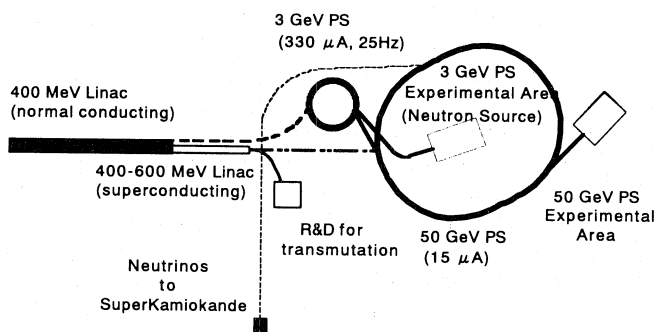 3 GeV PS
(330 μA, 25Hz)
400 MeV Linac
(normal conducting)
3 GeV PS
Experimental Area
(Neutron Source)
400-600 MeV Linac
(superconducting)
R&D for
transmutation
50 GeV PS
(15 μA)
50 GeV PS
Experimental
Area
Neutrinos
to
SuperKamiokande